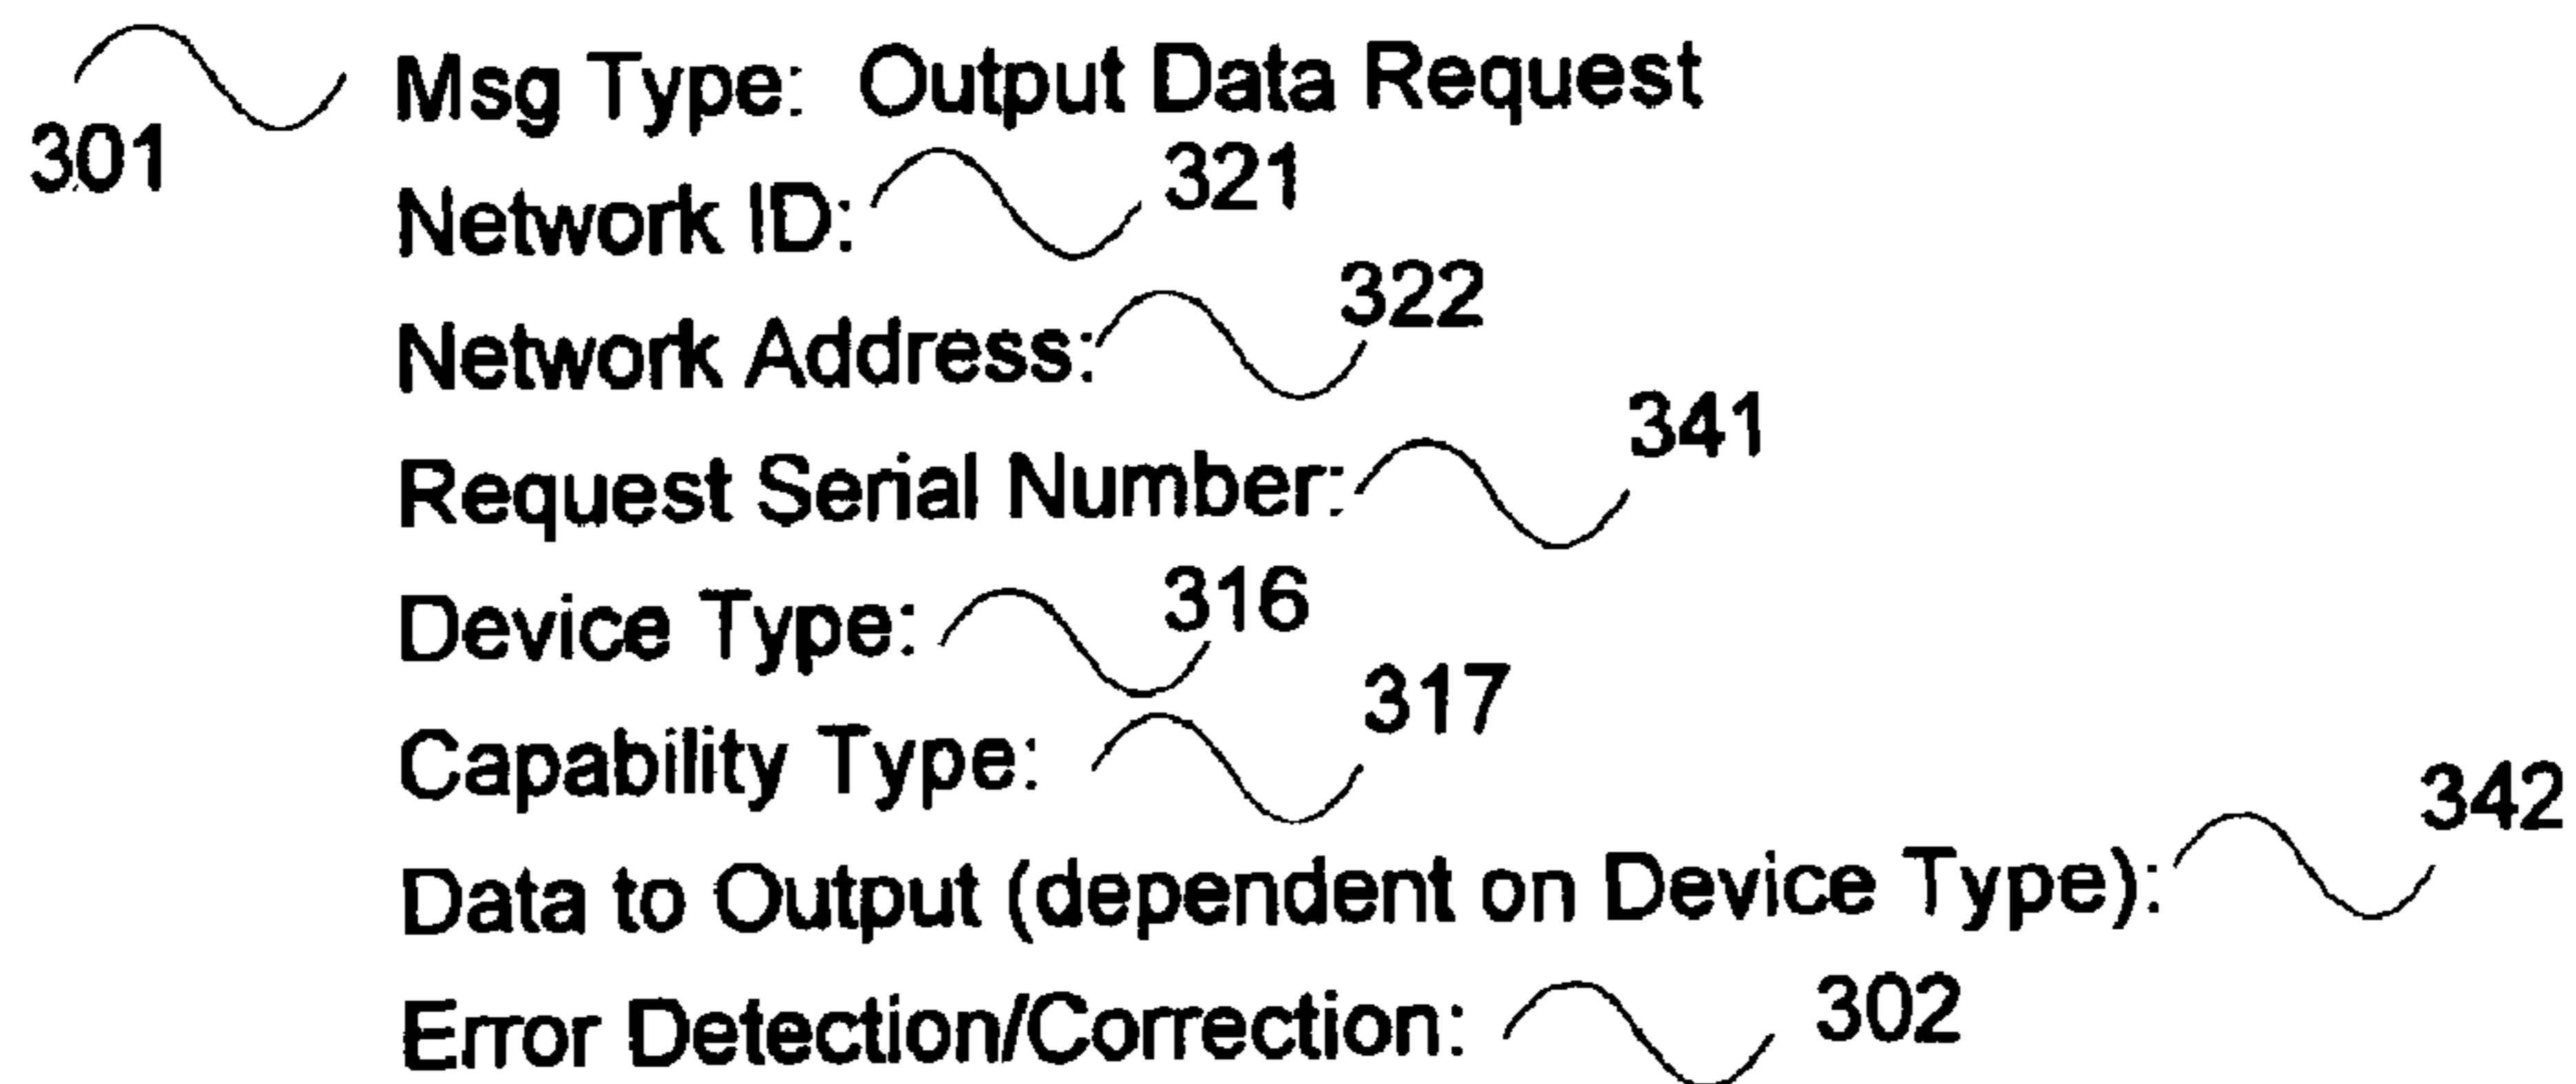 301 Msg Type: Output Data Request
Network ID: 321
Network Address: 322
Request Serial Number: 341
Device Type: 316
Capability Type: 317
Data to Output (dependent on Device Type): 342
Error Detection/Correction: 302